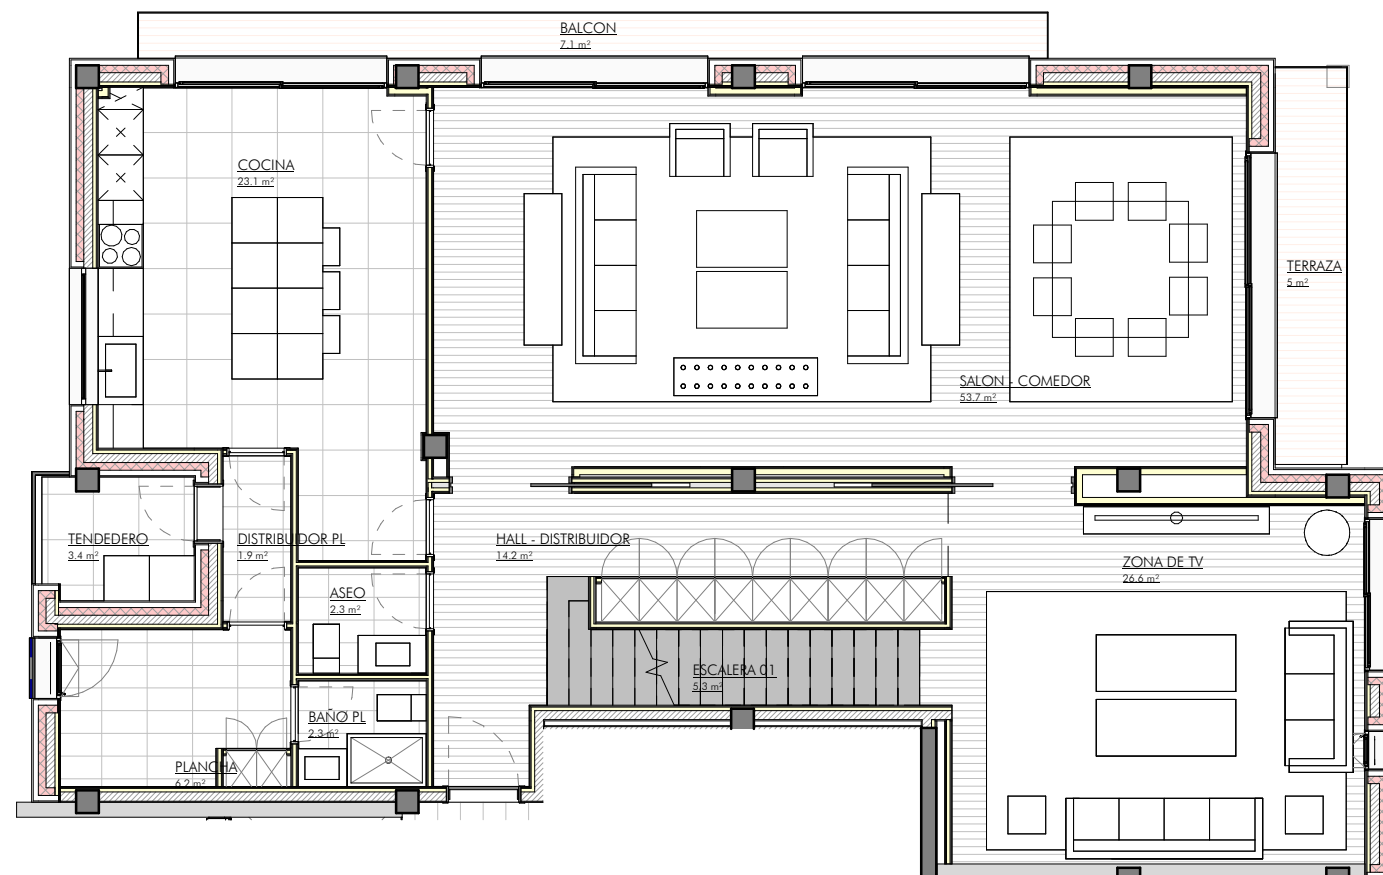 BALCON
7.1 m²
COCINA
23.1 m²
TERRAZA
5 m²
SALON - COMEDOR
53.7 m²
TENDEDERO
3.4 m²
DISTRIBUIDOR PL
1.9 m²
HALL - DISTRIBUIDOR
14.2 m²
ZONA DE TV
26.6 m²
ASEO
2.3 m²
ESCALERA 01
5.3 m²
BAÑO PL
2.3 m²
PLANCHA
6.2 m²